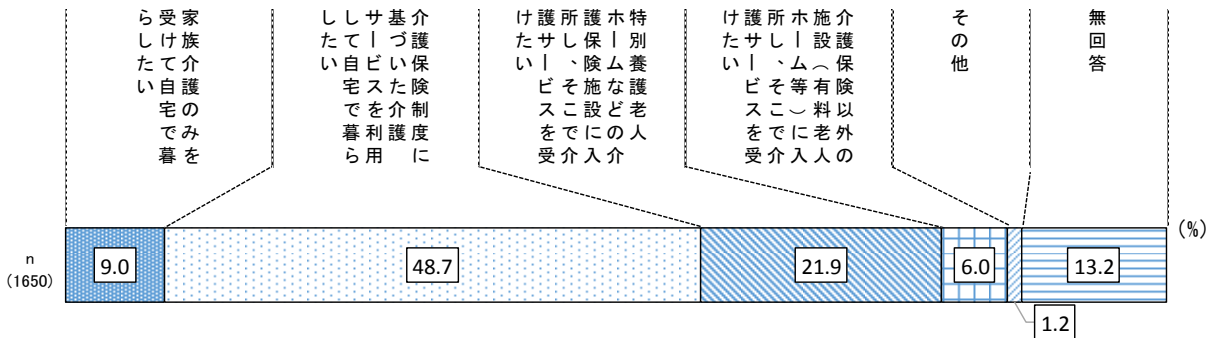 家族介護のみを
受けて自宅で暮
らしたい
介護保険制度に
基づいた介護
サービスを利用
して自宅で暮ら
したい
特別養護老人
ホームなどの介
護保険施設に入
所し、そこで介
護サービスを受
けたい
介護保険以外の
施設（有料老人
ホーム等）に入
所し、そこで介
護サービスを受
けたい
その他
無回答
(%)
n
(1650)
9.0
48.7
21.9
6.0
13.2
1.2